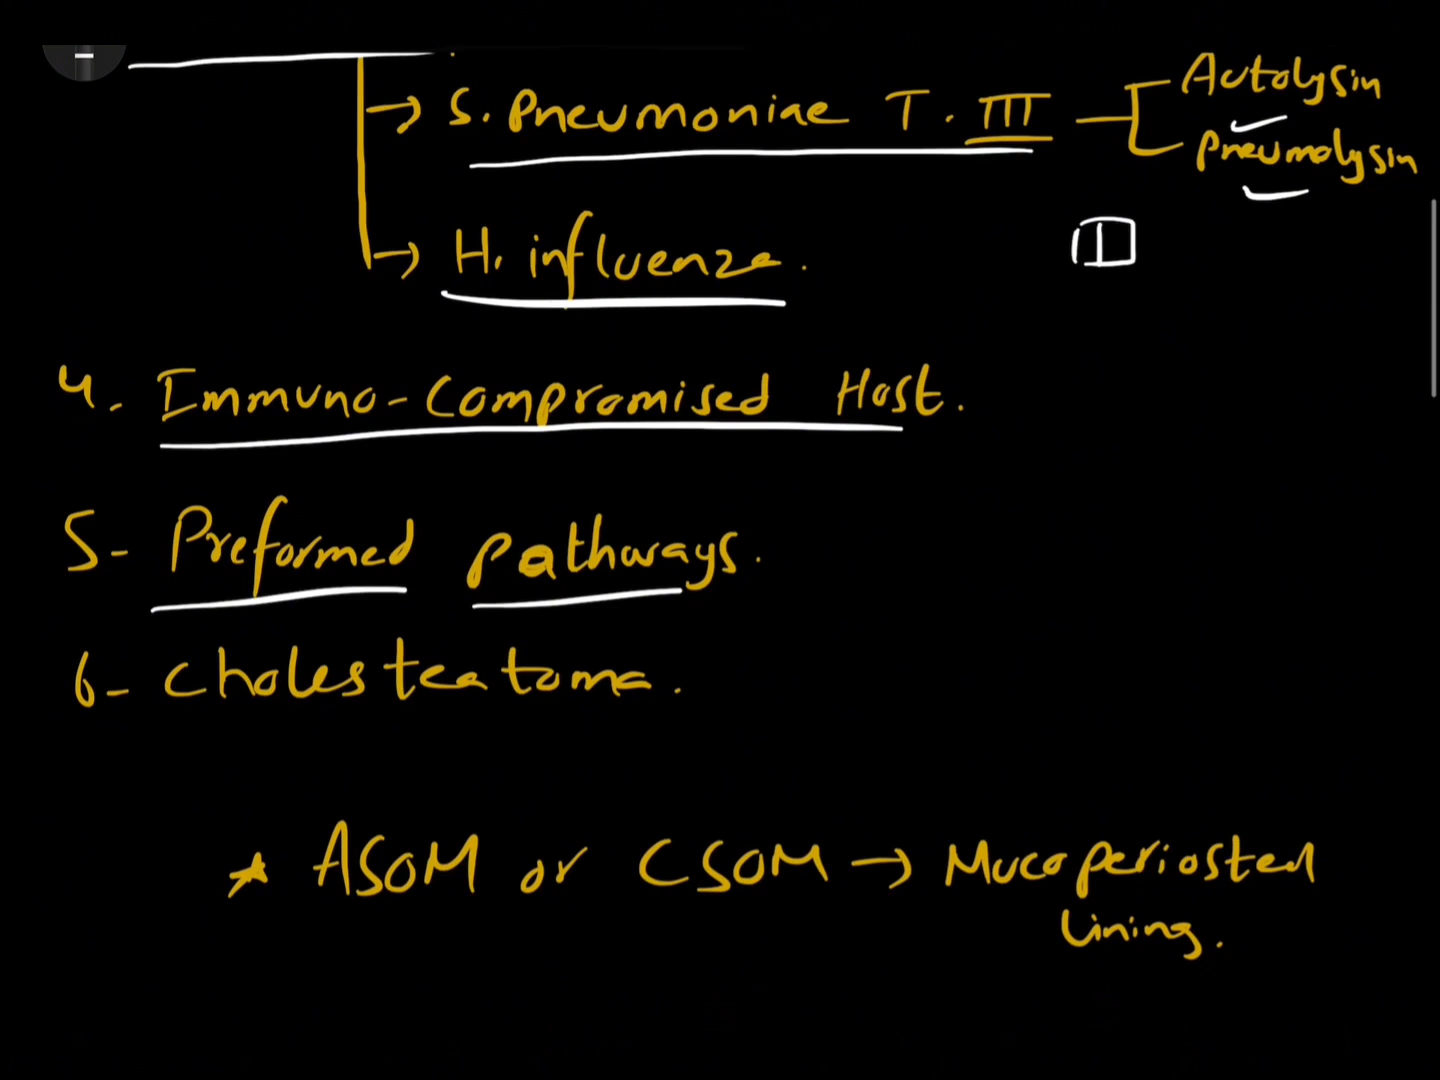 → S. Pneumoniae T. III — Autolysin
Pneumolysin
→ H. influenza.
4. Immuno-compromised Host.
5- Preformed pathways.
6- cholesteatoma.
* ASOM or CSOM → Mucoperiosteal
lining.